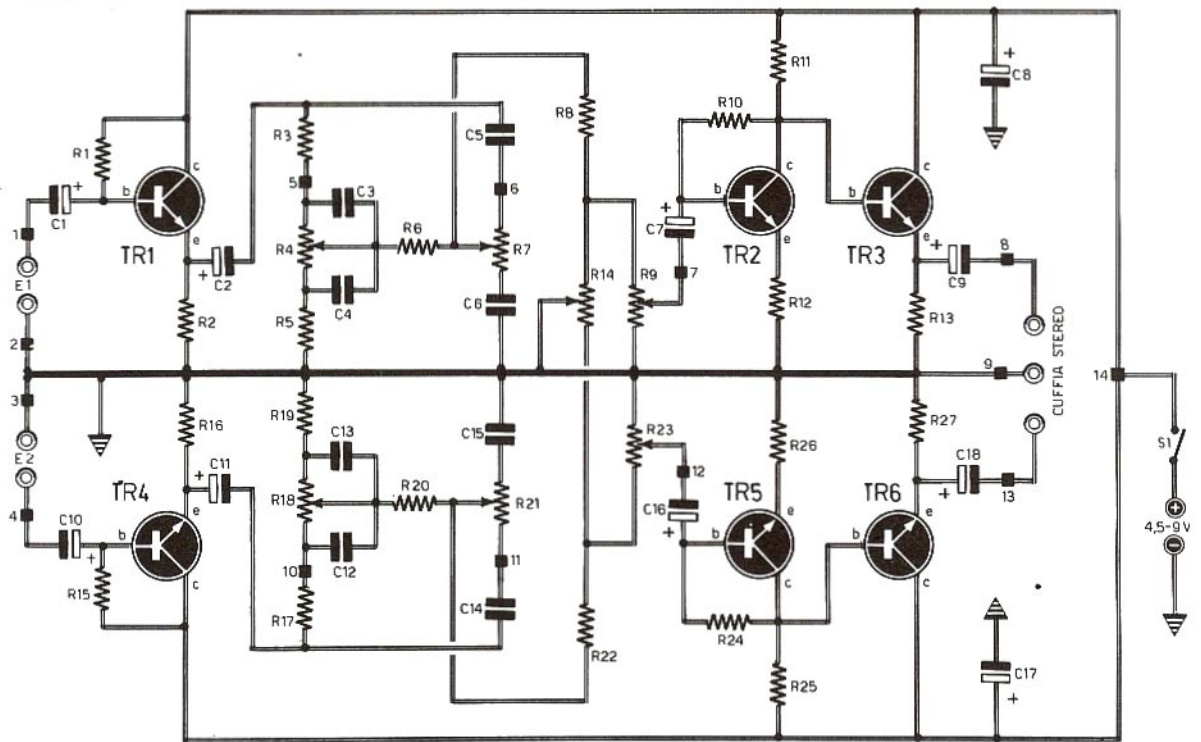 R11
+
C8
R10
R8
R3
C5
R1
b
c
e
TR1
C1
+
1
5
C3
6
R4
R6
R7
C4
C6
R5
+
C2
R2
R14
R9
+
C7
7
b
c
e
TR2
b
c
e
TR3
+
C9
8
R12
R13
E1
2
9
CUFFIA STEREO
14
3
R16
R19
C15
R23
R26
R27
S1
E2
TR4
+
C11
C13
R18
R20
R21
12
C16
+
TR5
TR6
+
C18
13
4,5-9 V
+
−
4
C10
+
b
e
c
C12
10
11
b
e
c
b
e
c
R15
R17
C14
R24
R22
R25
C17
+